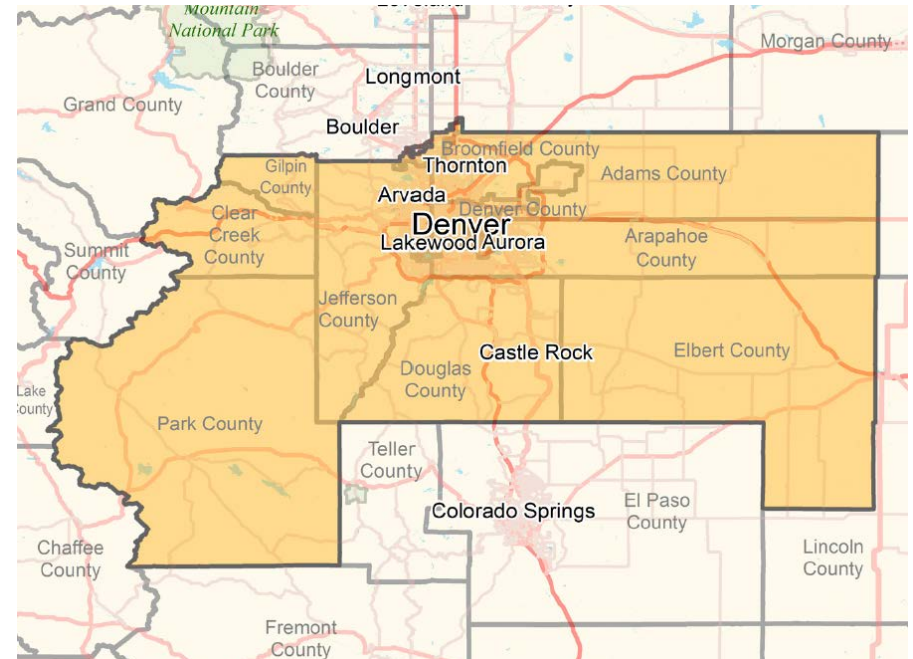 Mountain
National Park
Morgan County
Boulder
County
Longmont
Grand County
Boulder
Broomfield County
Thornton
Gilpin
County
Adams County
Arvada
Denver County
Clear
Creek
County
Denver
Lakewood Aurora
Arapahoe
County
Summit
County
Jefferson
County
Castle Rock
Elbert County
Douglas
County
Lake
County
Park County
Teller
County
Colorado Springs
El Paso
County
Chaffee
County
Lincoln
County
Fremont
County